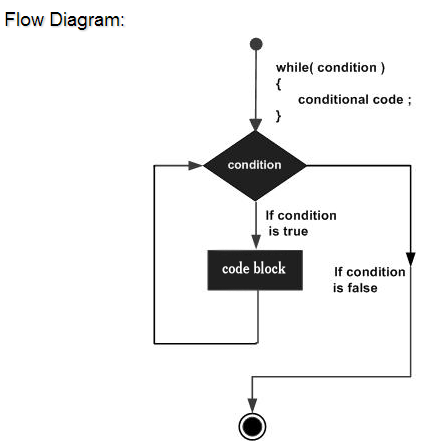 Flow Diagram:
while( condition )
{
conditional code ;
}
condition
If condition
is true
code block
If condition
is false